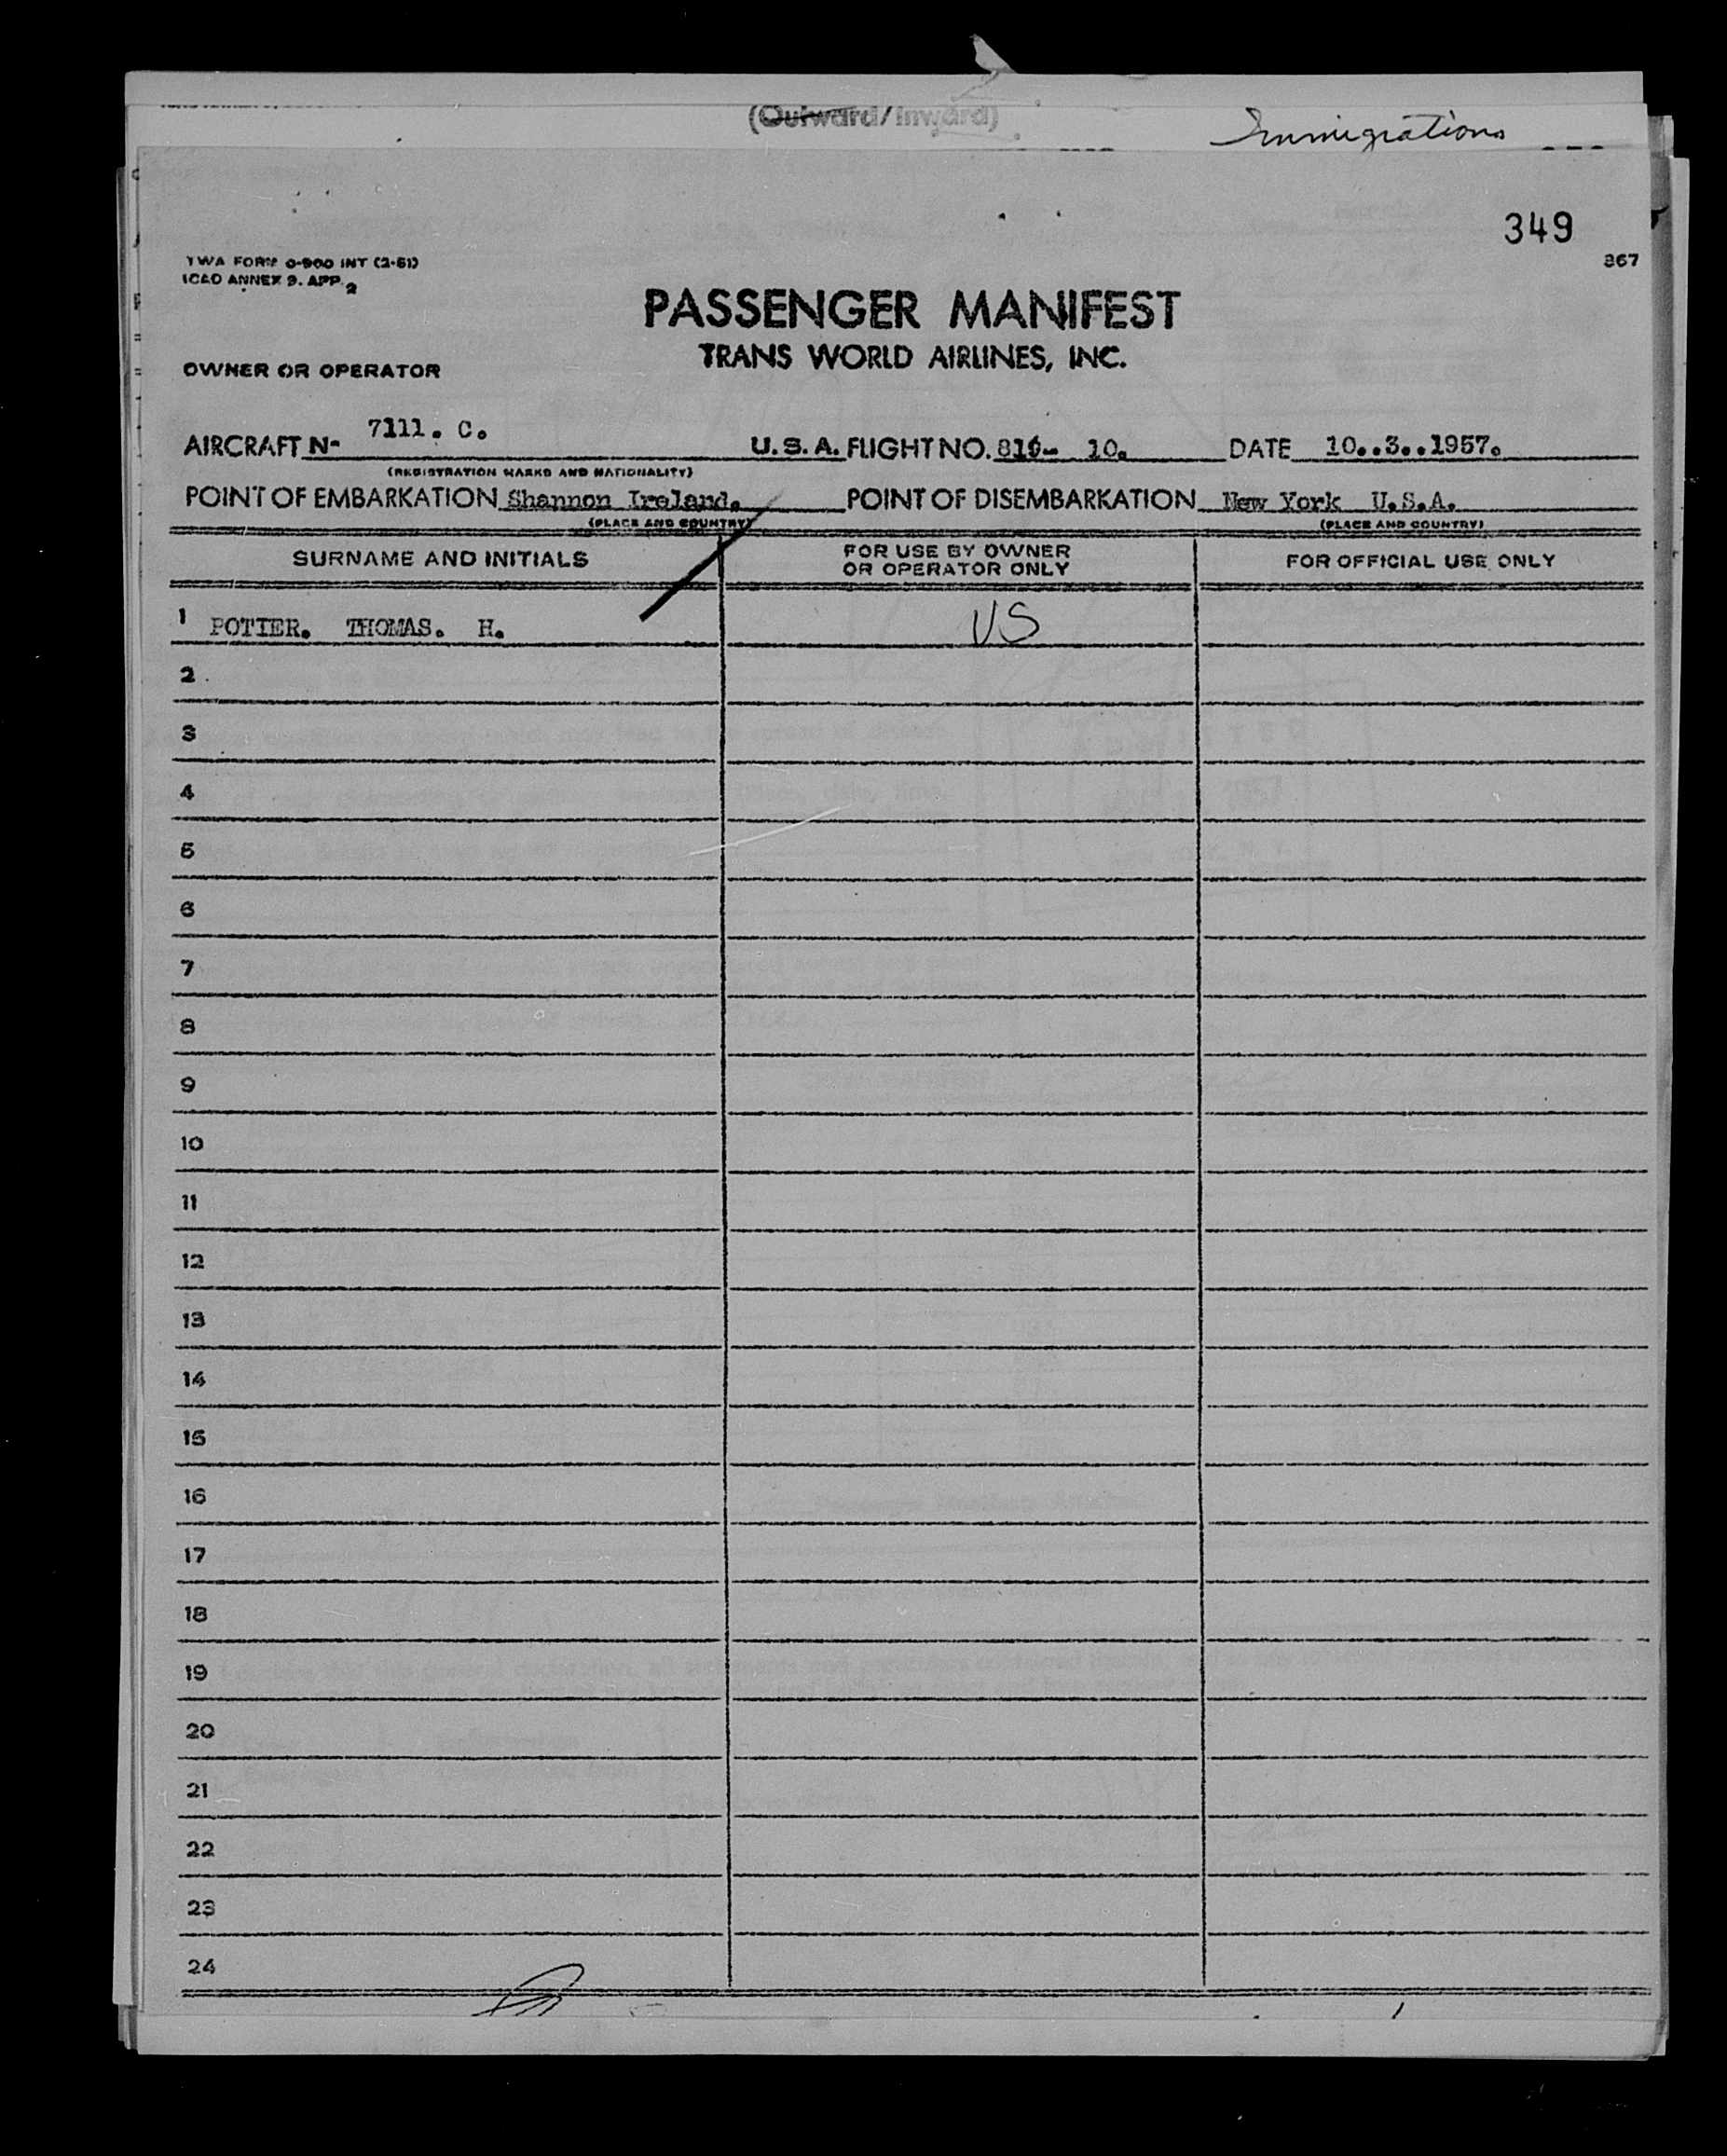 (Outward/Inward)
Immigrations
349
367
TWA FORM O-900 INT (2-51)
ICAO ANNEX 9. APP. 2
PASSENGER MANIFEST
TRANS WORLD AIRLINES, INC.
OWNER OR OPERATOR
AIRCRAFT N- 7111. C. U.S.A. FLIGHT NO. 10. DATE 10..3..1957.
(REGISTRATION MARKS AND NATIONALITY)
POINT OF EMBARKATION Shannon Ireland. POINT OF DISEMBARKATION New York U.S.A.
(PLACE AND COUNTRY) (PLACE AND COUNTRY)
SURNAME AND INITIALS FOR USE BY OWNER OR OPERATOR ONLY FOR OFFICIAL USE ONLY
1 POTIER. THOMAS. H. US
2
3
4
5
6
7
8
9
10
11
12
13
14
15
16
17
18
19
20
21
22
23
24